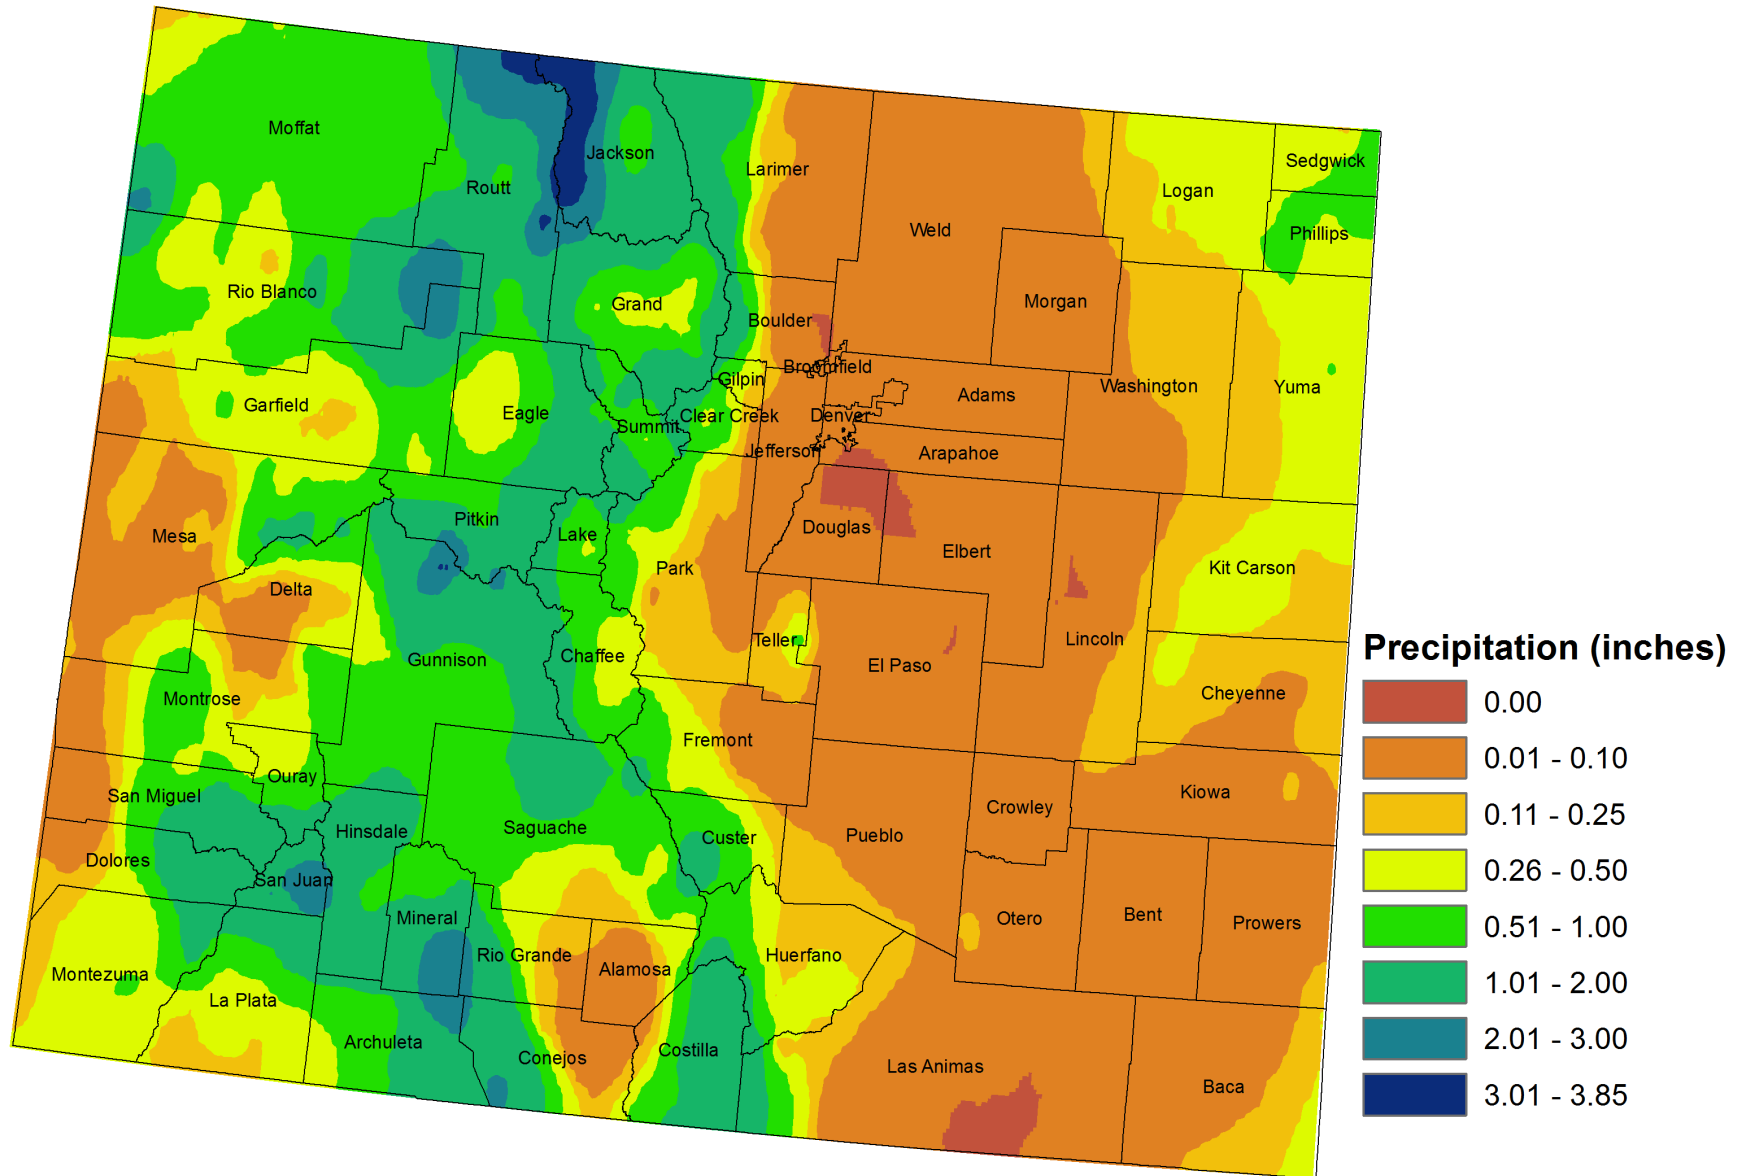 Moffat
Jackson
Routt
Larimer
Sedgwick
Logan
Phillips
Weld
Rio Blanco
Grand
Morgan
Boulder
Broomfield
Gilpin
Washington
Yuma
Adams
Garfield
Eagle
Clear Creek
Denver
Summit
Jefferson
Arapahoe
Pitkin
Mesa
Lake
Douglas
Elbert
Park
Kit Carson
Delta
Teller
Lincoln
Gunnison
Chaffee
El Paso
Montrose
Cheyenne
Fremont
Ouray
San Miguel
Kiowa
Crowley
Hinsdale
Saguache
Custer
Pueblo
Dolores
San Juan
Mineral
Otero
Bent
Prowers
Rio Grande
Huerfano
Montezuma
Alamosa
La Plata
Archuleta
Conejos
Costilla
Las Animas
Baca
Precipitation (inches)
0.00
0.01 - 0.10
0.11 - 0.25
0.26 - 0.50
0.51 - 1.00
1.01 - 2.00
2.01 - 3.00
3.01 - 3.85